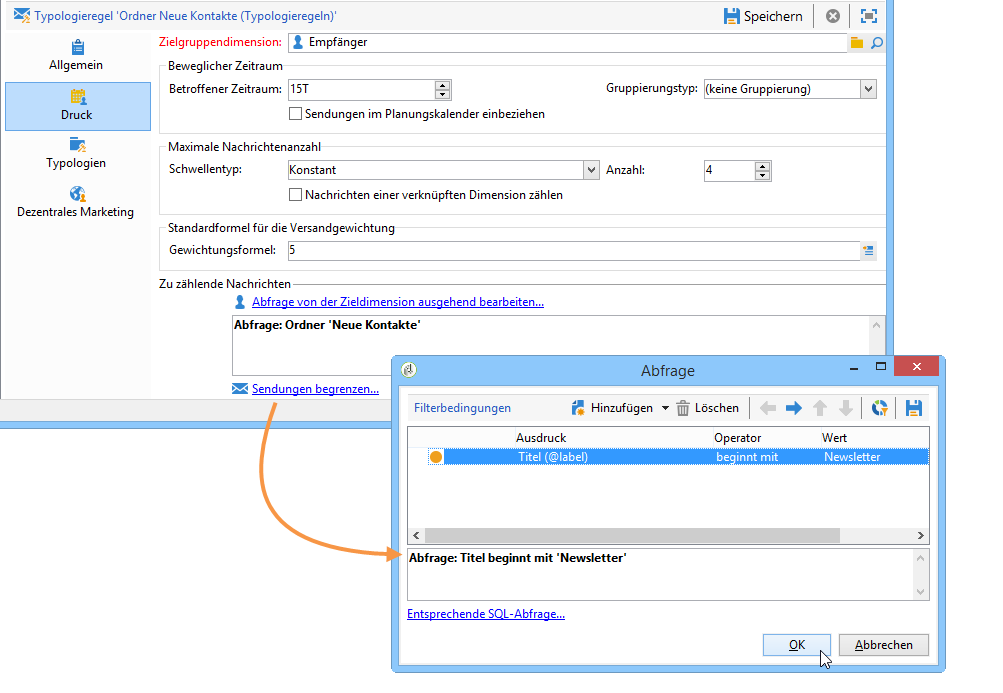 Typologieregel 'Ordner Neue Kontakte (Typologieregeln)'
Speichern
Allgemein
Druck
Typologien
Dezentrales Marketing
Zielgruppendimension: Empfänger
Beweglicher Zeitraum
Betroffener Zeitraum: 15T Gruppierungstyp: (keine Gruppierung)
Sendungen im Planungskalender einbeziehen
Maximale Nachrichtenanzahl
Schwellentyp: Konstant Anzahl: 4
Nachrichten einer verknüpften Dimension zählen
Standardformel für die Versandgewichtung
Gewichtungsformel: 5
Zu zählende Nachrichten
Abfrage von der Zieldimension ausgehend bearbeiten...
Abfrage: Ordner 'Neue Kontakte'
Sendungen begrenzen...
Abfrage
Filterbedingungen Hinzufügen Löschen
Ausdruck Operator Wert
Titel (@label) beginnt mit Newsletter
Abfrage: Titel beginnt mit 'Newsletter'
Entsprechende SQL-Abfrage...
OK Abbrechen